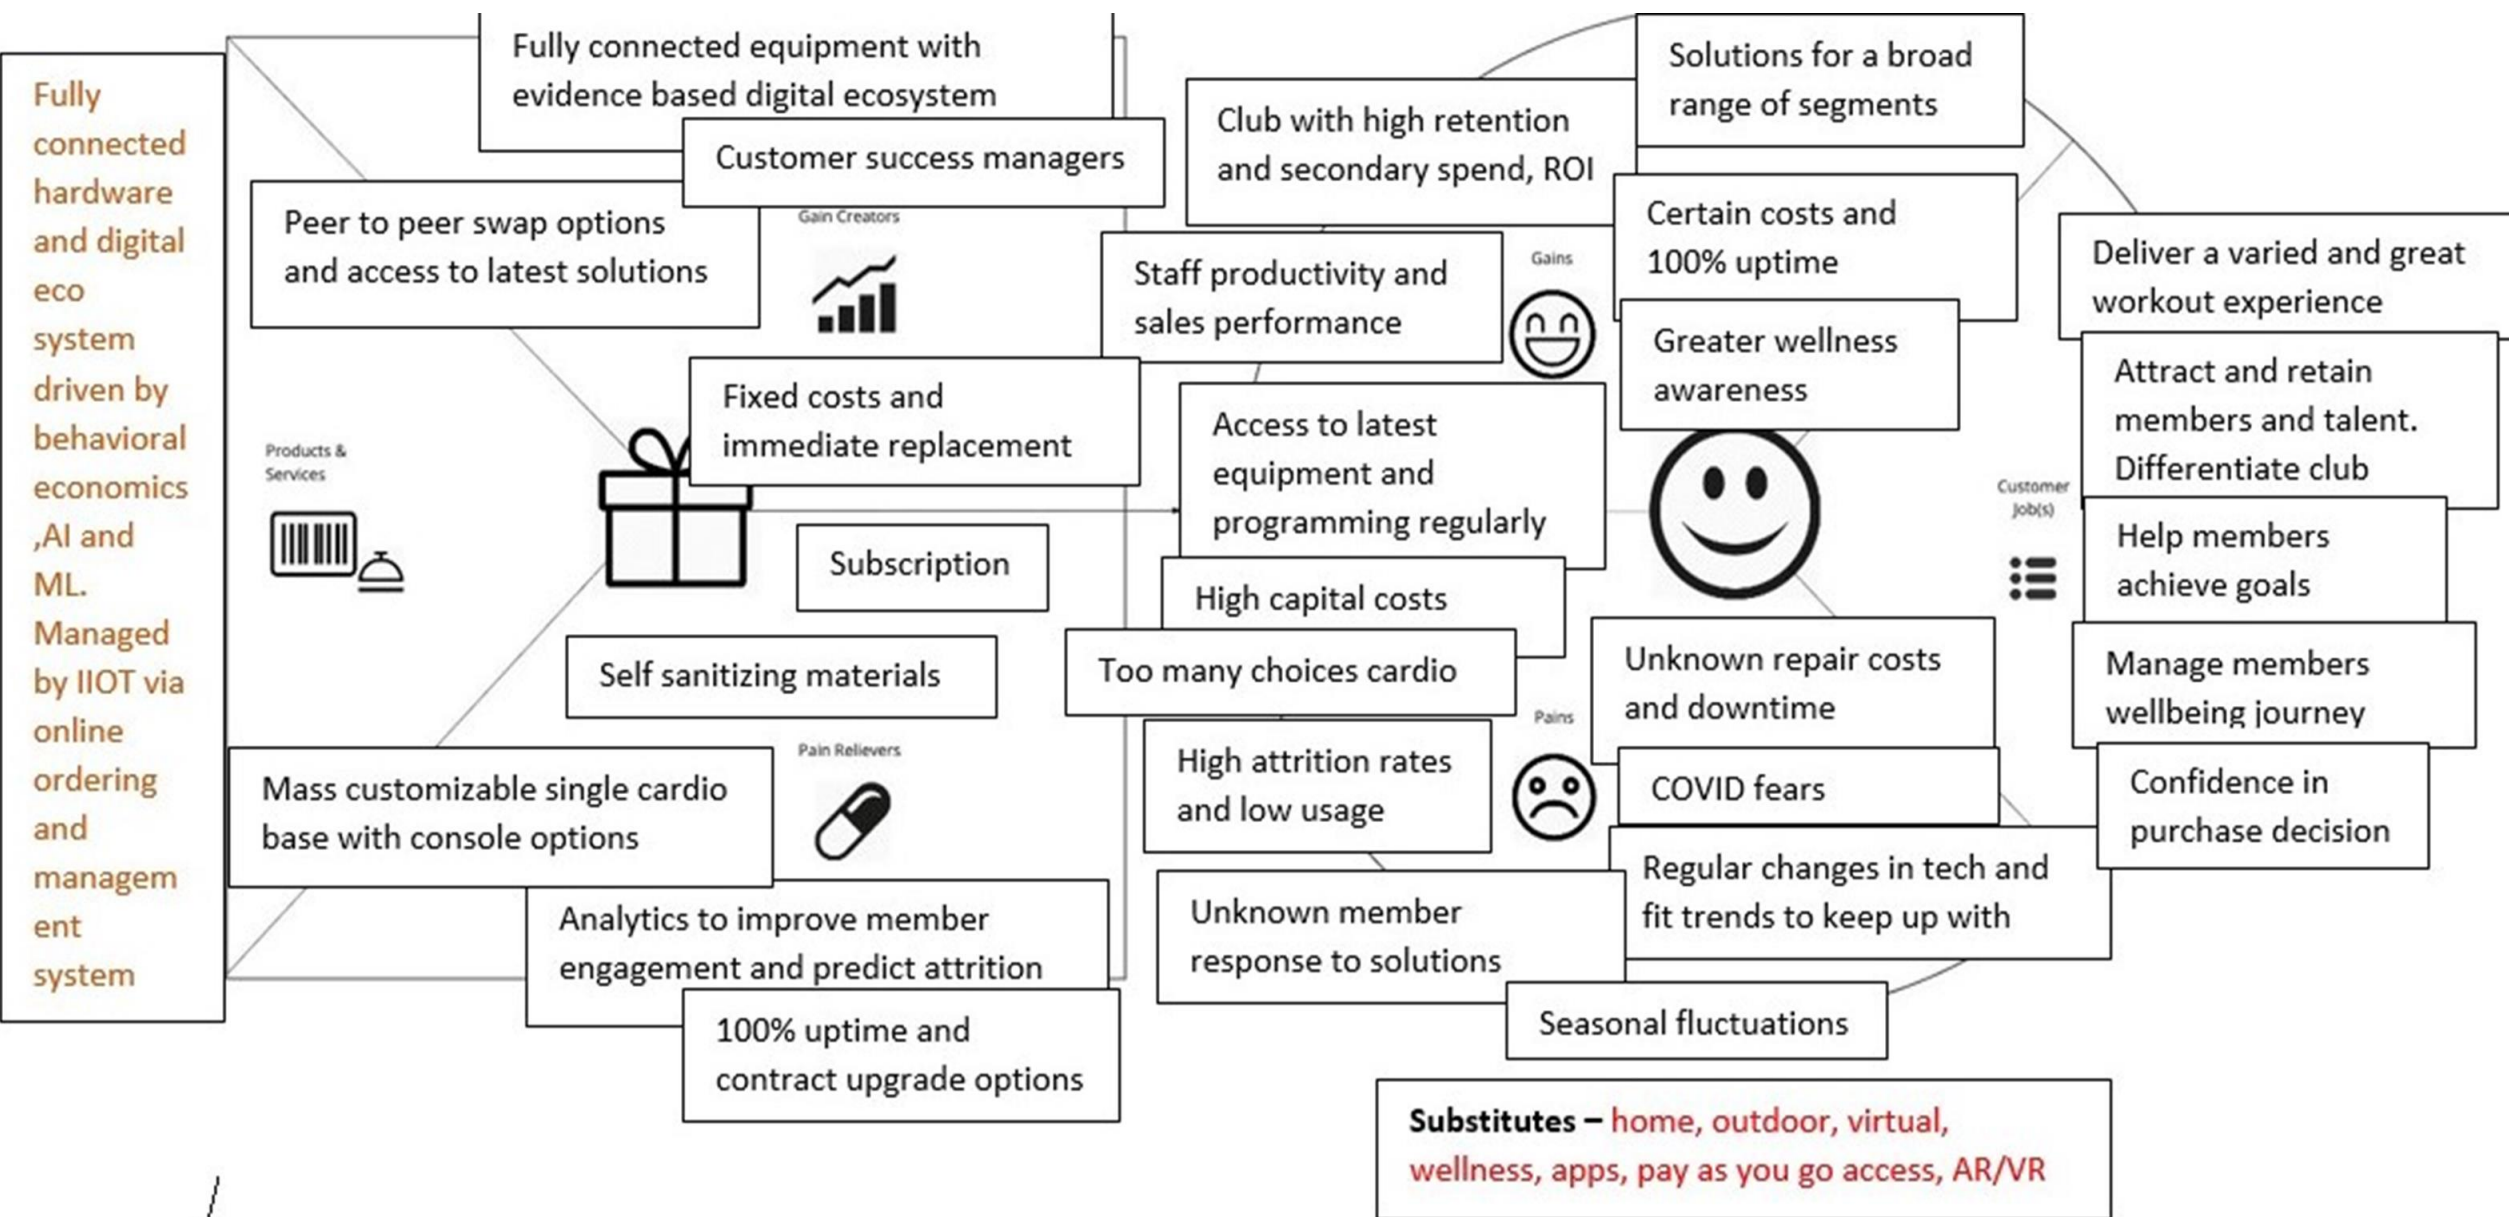 Fully
connected
hardware
and digital
eco
system
driven by
behavioral
economics
,AI and
ML.
Managed
by IIOT via
online
ordering
and
managem
ent
system
Fully connected equipment with
evidence based digital ecosystem
Customer success managers
Peer to peer swap options
and access to latest solutions
Gain Creators
Fixed costs and
immediate replacement
Products &
Services
Subscription
Self sanitizing materials
Pain Relievers
Mass customizable single cardio
base with console options
Analytics to improve member
engagement and predict attrition
100% uptime and
contract upgrade options
Solutions for a broad
range of segments
Club with high retention
and secondary spend, ROI
Certain costs and
100% uptime
Staff productivity and
sales performance
Gains
Greater wellness
awareness
Access to latest
equipment and
programming regularly
High capital costs
Too many choices cardio
Unknown repair costs
and downtime
Pains
High attrition rates
and low usage
COVID fears
Regular changes in tech and
fit trends to keep up with
Unknown member
response to solutions
Seasonal fluctuations
Deliver a varied and great
workout experience
Attract and retain
members and talent.
Differentiate club
Customer
Job(s)
Help members
achieve goals
Manage members
wellbeing journey
Confidence in
purchase decision
Substitutes – home, outdoor, virtual,
wellness, apps, pay as you go access, AR/VR